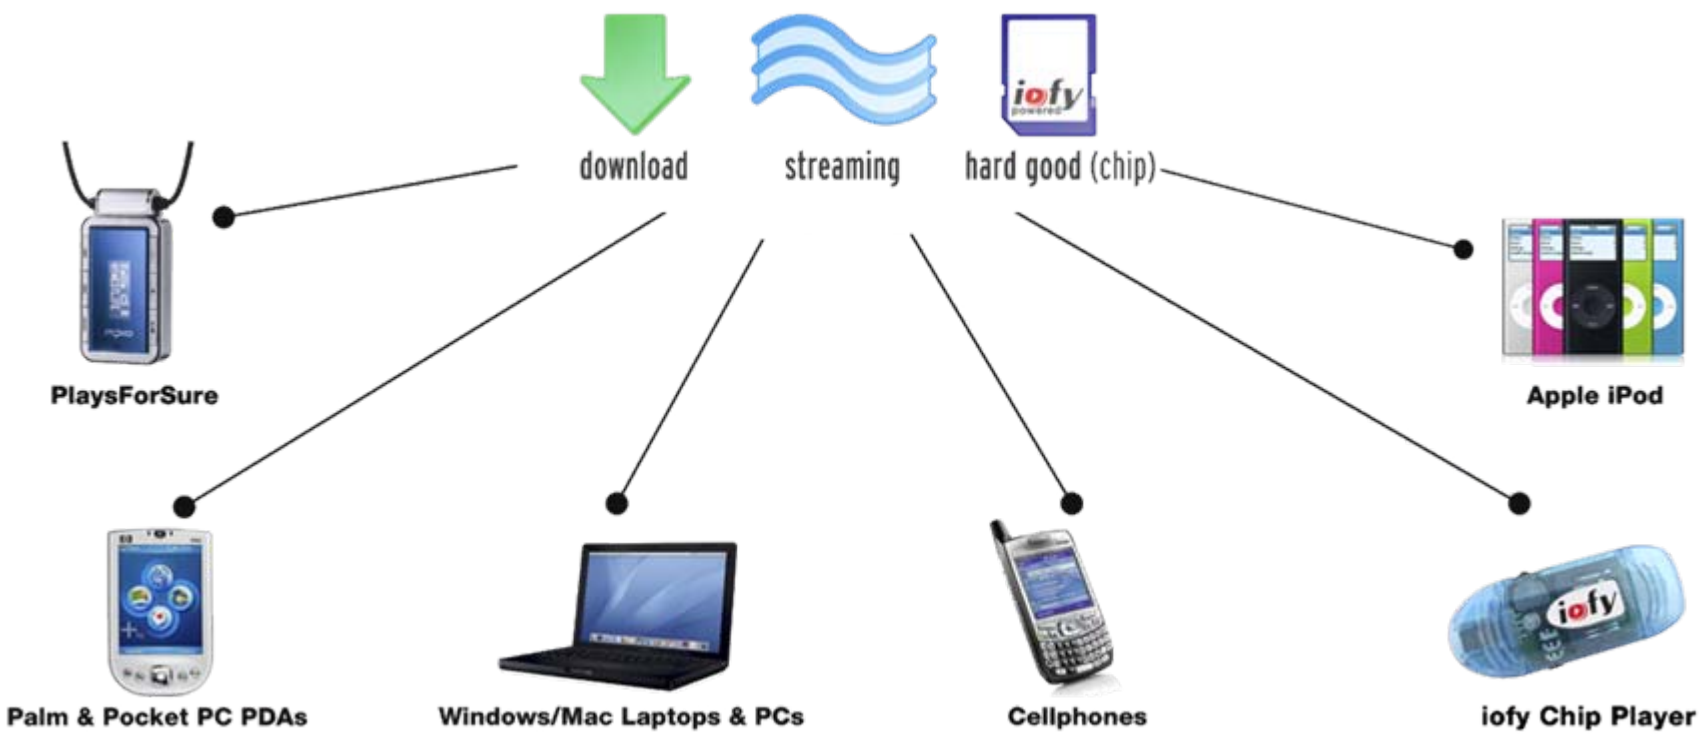 iofy
powered
download
streaming
hard good (chip)
PlaysForSure
Apple iPod
iofy
Palm & Pocket PC PDAs
Windows/Mac Laptops & PCs
Cellphones
iofy Chip Player